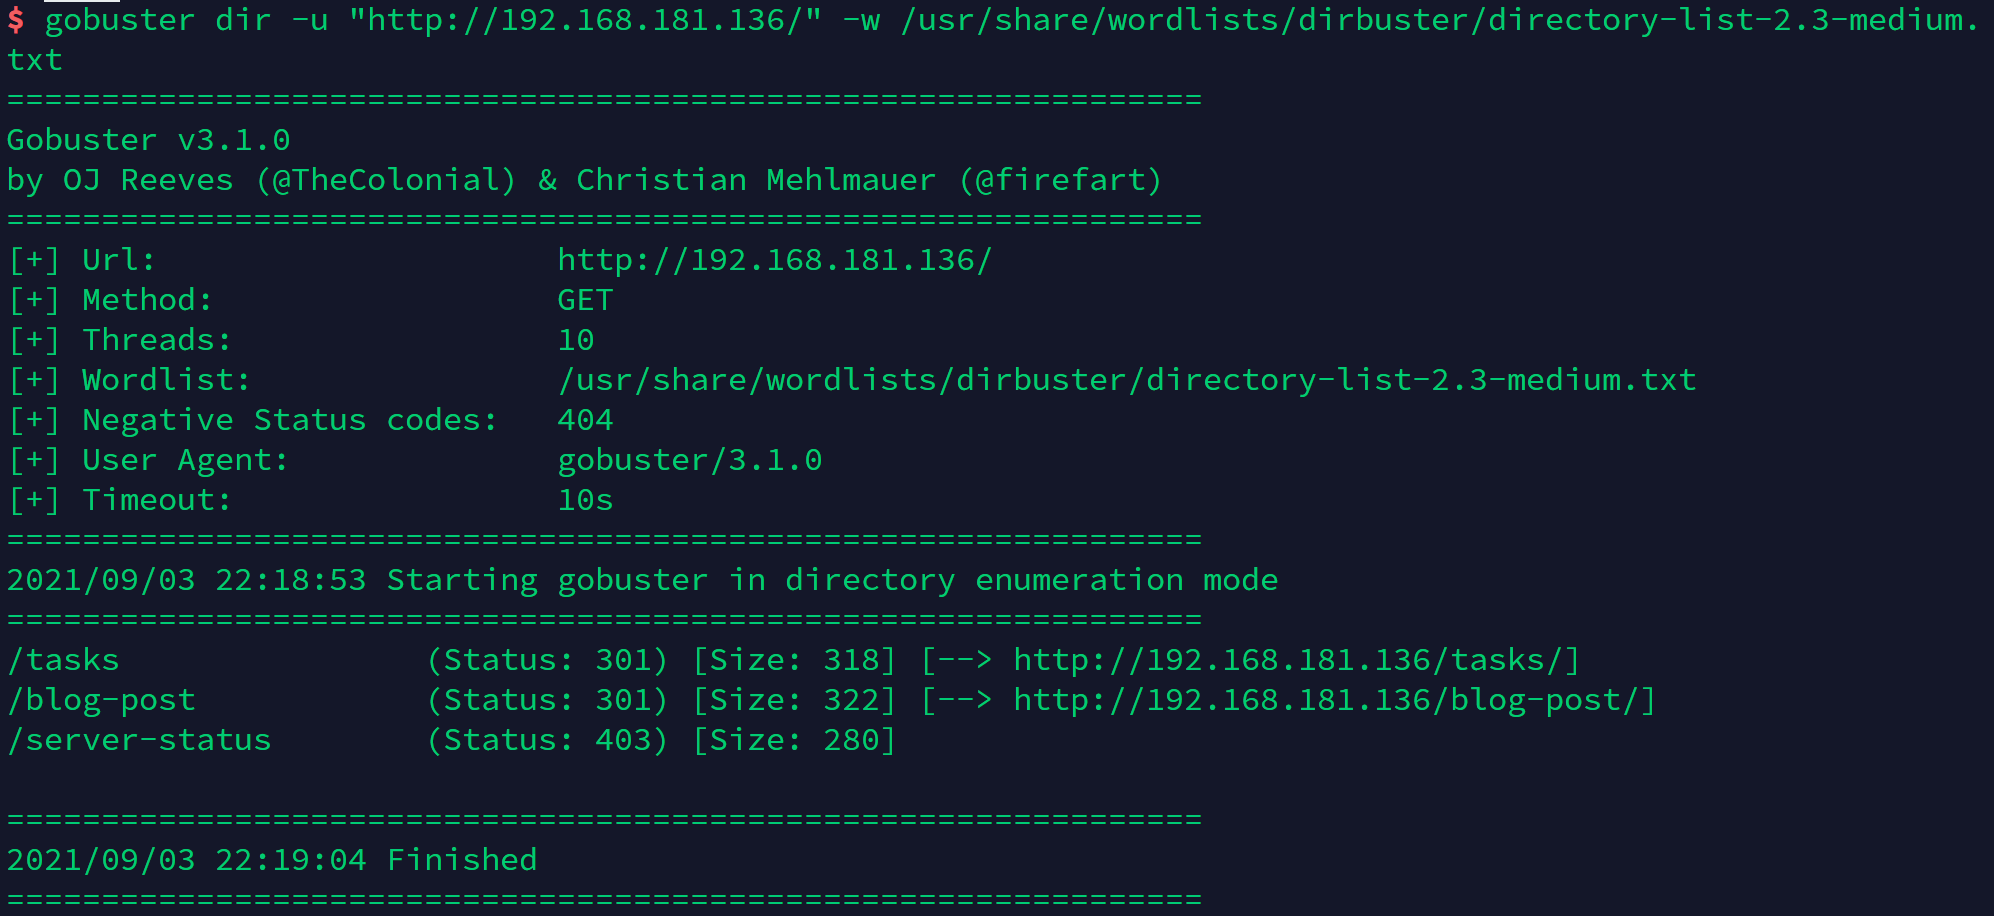 $ gobuster dir -u "http://192.168.181.136/" -w /usr/share/wordlists/dirbuster/directory-list-2.3-medium.
txt
===============================================================
Gobuster v3.1.0
by OJ Reeves (@TheColonial) & Christian Mehlmauer (@firefart)
===============================================================
[+] Url:                     http://192.168.181.136/
[+] Method:                  GET
[+] Threads:                 10
[+] Wordlist:                /usr/share/wordlists/dirbuster/directory-list-2.3-medium.txt
[+] Negative Status codes:   404
[+] User Agent:              gobuster/3.1.0
[+] Timeout:                 10s
===============================================================
2021/09/03 22:18:53 Starting gobuster in directory enumeration mode
===============================================================
/tasks                (Status: 301) [Size: 318] [--> http://192.168.181.136/tasks/]
/blog-post            (Status: 301) [Size: 322] [--> http://192.168.181.136/blog-post/]
/server-status        (Status: 403) [Size: 280]

===============================================================
2021/09/03 22:19:04 Finished
===============================================================